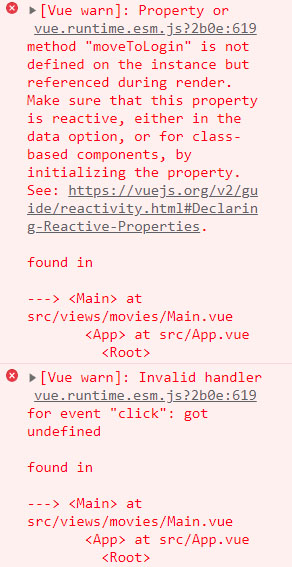 [Vue warn]: Property or vue.runtime.esm.js?2b0e:619
method "moveToLogin" is not
defined on the instance but
referenced during render.
Make sure that this property
is reactive, either in the
data option, or for class-
based components, by
initializing the property.
See: https://vuejs.org/v2/gu
ide/reactivity.html#Declarin
g-Reactive-Properties.
found in
---> <Main> at
src/views/movies/Main.vue
<App> at src/App.vue
<Root>
[Vue warn]: Invalid handler vue.runtime.esm.js?2b0e:619
for event "click": got
undefined
found in
---> <Main> at
src/views/movies/Main.vue
<App> at src/App.vue
<Root>